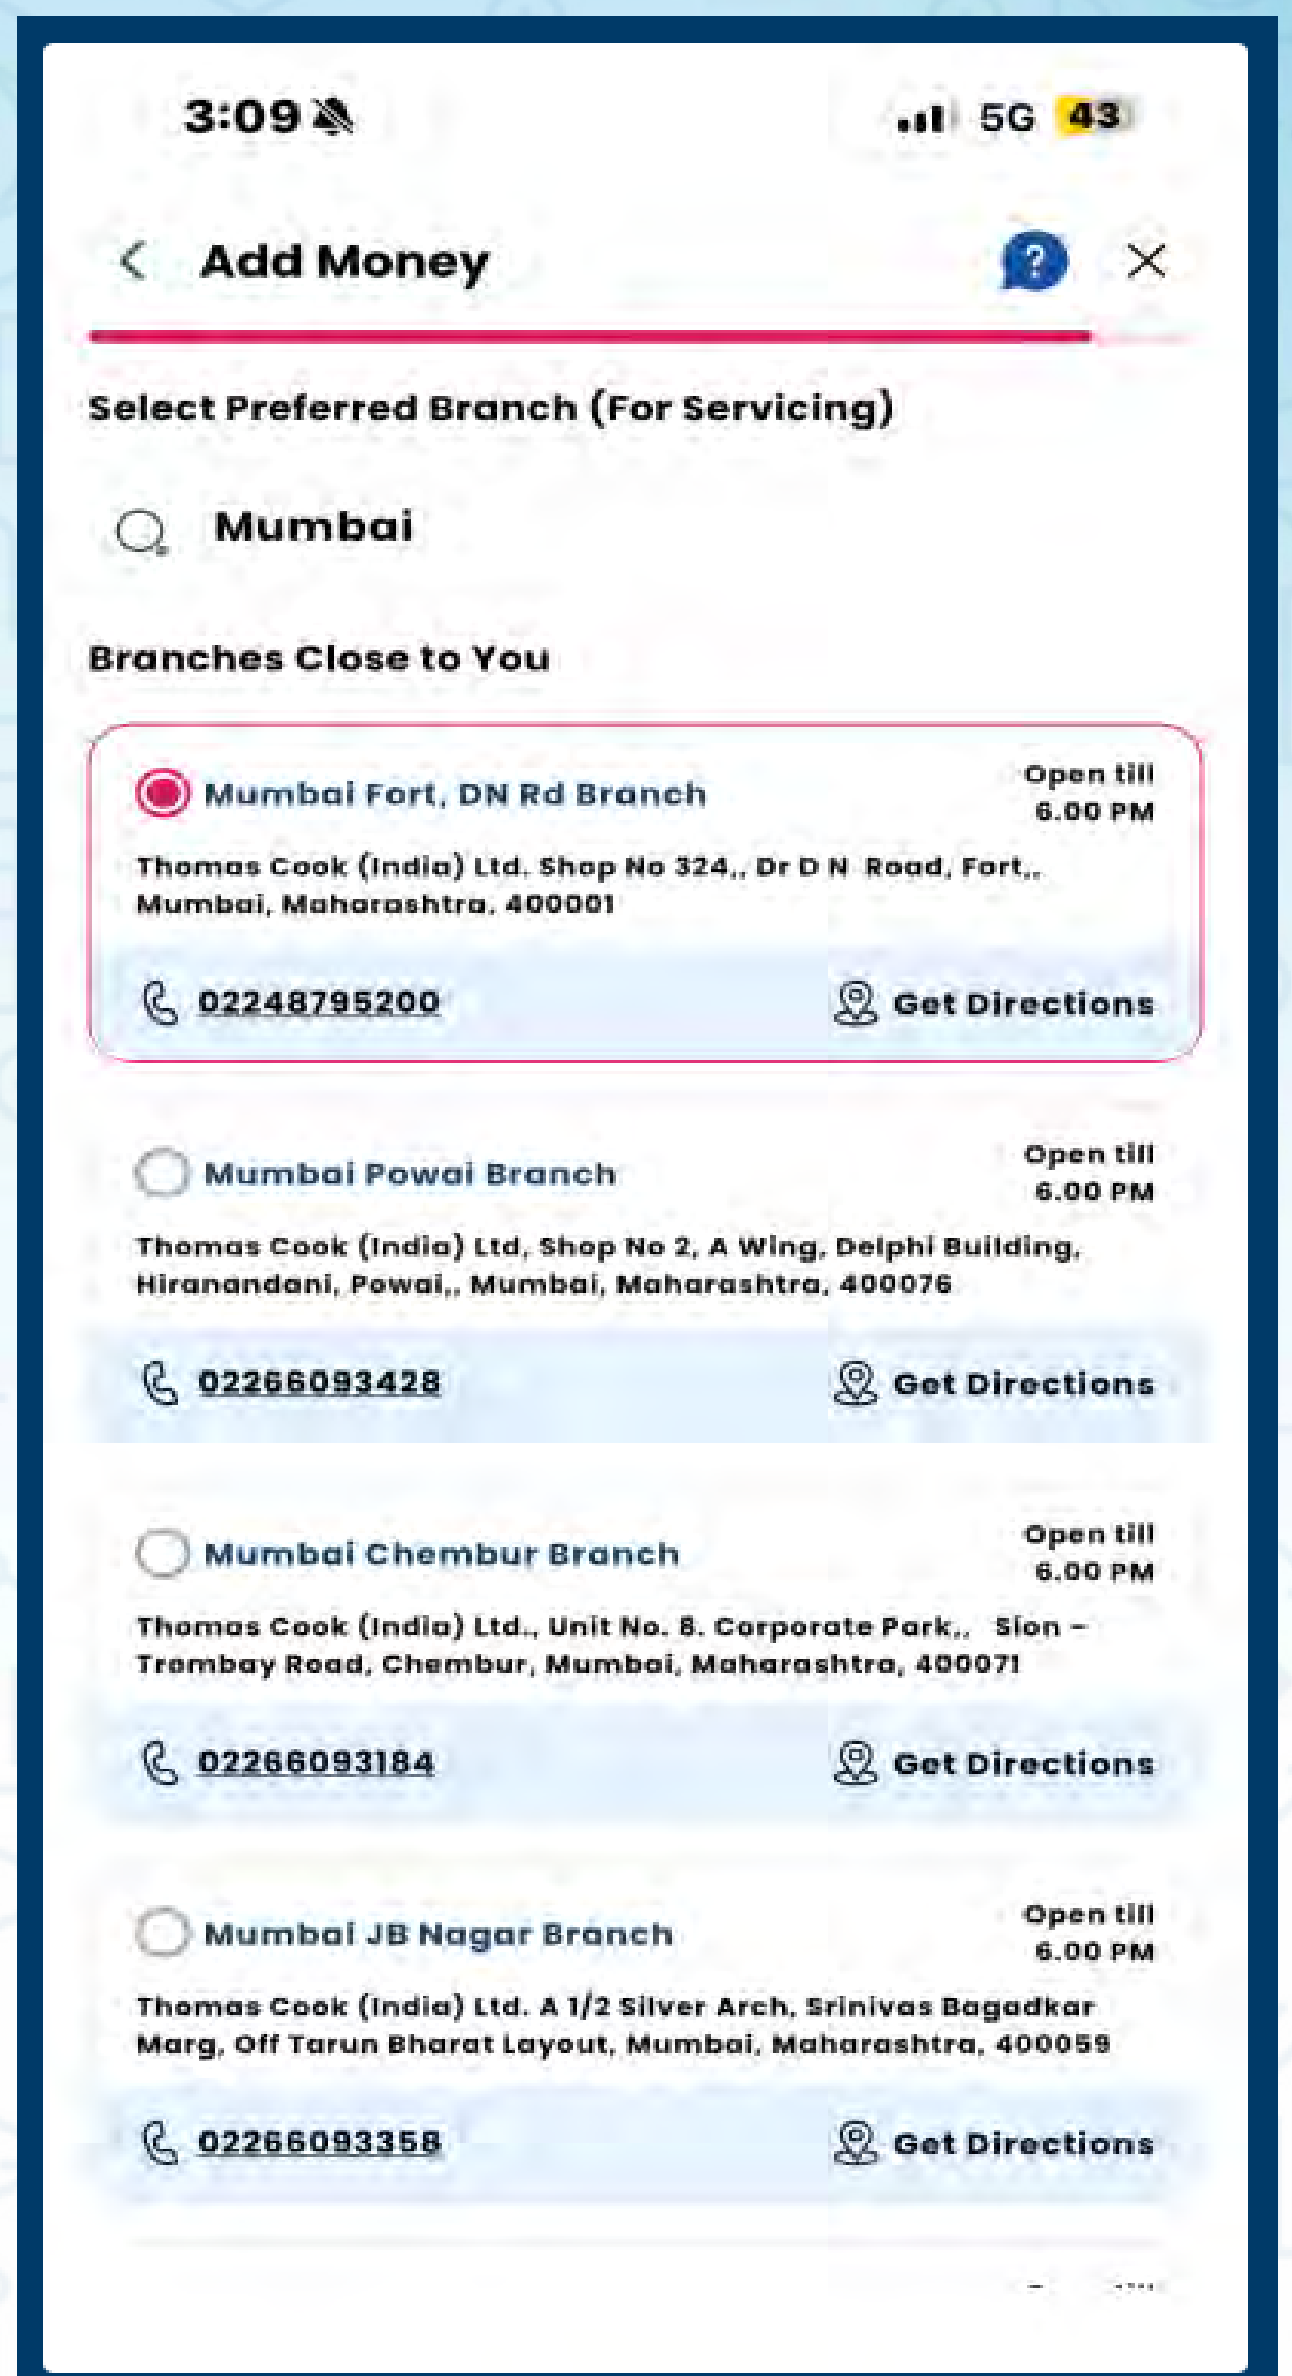 3:09
5G 43
Add Money
?
Select Preferred Branch (For Servicing)
Mumbai
Branches Close to You
Mumbai Fort, DN Rd Branch
Open till
6.00 PM
Thomas Cook (India) Ltd. Shop No 324,, Dr D N Road, Fort,,
Mumbai, Maharashtra, 400001
02248795200
Get Directions
Mumbai Powai Branch
Open till
6.00 PM
Thomas Cook (India) Ltd, Shop No 2, A Wing, Delphi Building,
Hiranandani, Powai,, Mumbai, Maharashtra, 400076
02266093428
Get Directions
Mumbai Chembur Branch
Open till
6.00 PM
Thomas Cook (India) Ltd., Unit No. 8. Corporate Park,, Sion -
Trombay Road, Chembur, Mumbai, Maharashtra, 400071
02266093184
Get Directions
Mumbai JB Nagar Branch
Open till
6.00 PM
Thomas Cook (India) Ltd. A 1/2 Silver Arch, Srinivas Bagadkar
Marg, Off Tarun Bharat Layout, Mumbai, Maharashtra, 400059
02266093358
Get Directions